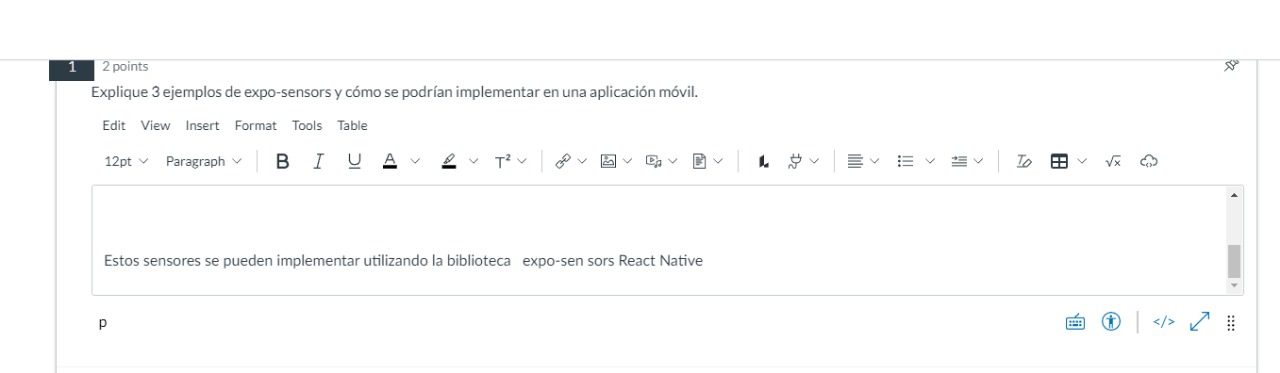 1 2 points
Explique 3 ejemplos de expo-sensors y cómo se podrían implementar en una aplicación móvil.
Edit View Insert Format Tools Table
12pt Paragraph B I U A T²
Estos sensores se pueden implementar utilizando la biblioteca expo-sen sors React Native
p </>